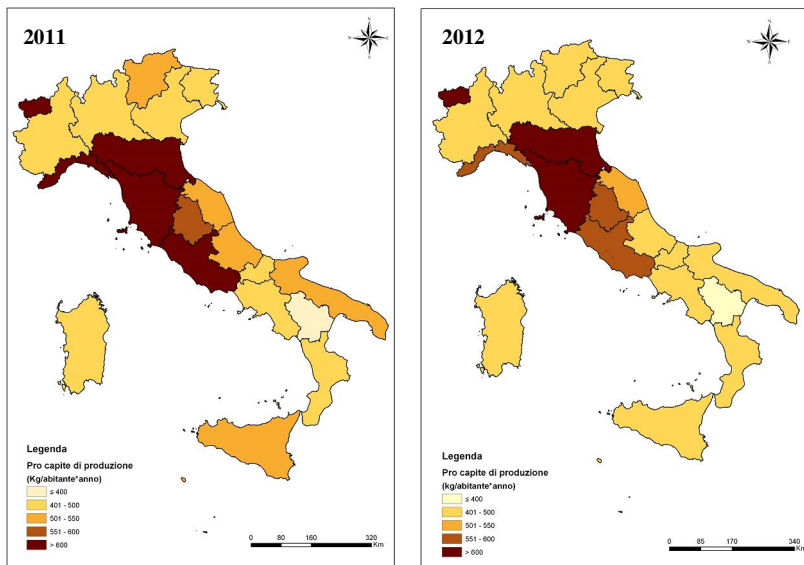 2011
N
W E
S
Legenda
Pro capite di produzione
(Kg/abitante*anno)
≤ 400
401 - 500
501 - 550
551 - 600
> 600
0 80 160 320
Km
2012
N
W E
S
Legenda
Pro capite di produzione
(kg/abitante*anno)
≤ 400
401 - 500
501 - 550
551 - 600
> 600
0 85 170 340
Km